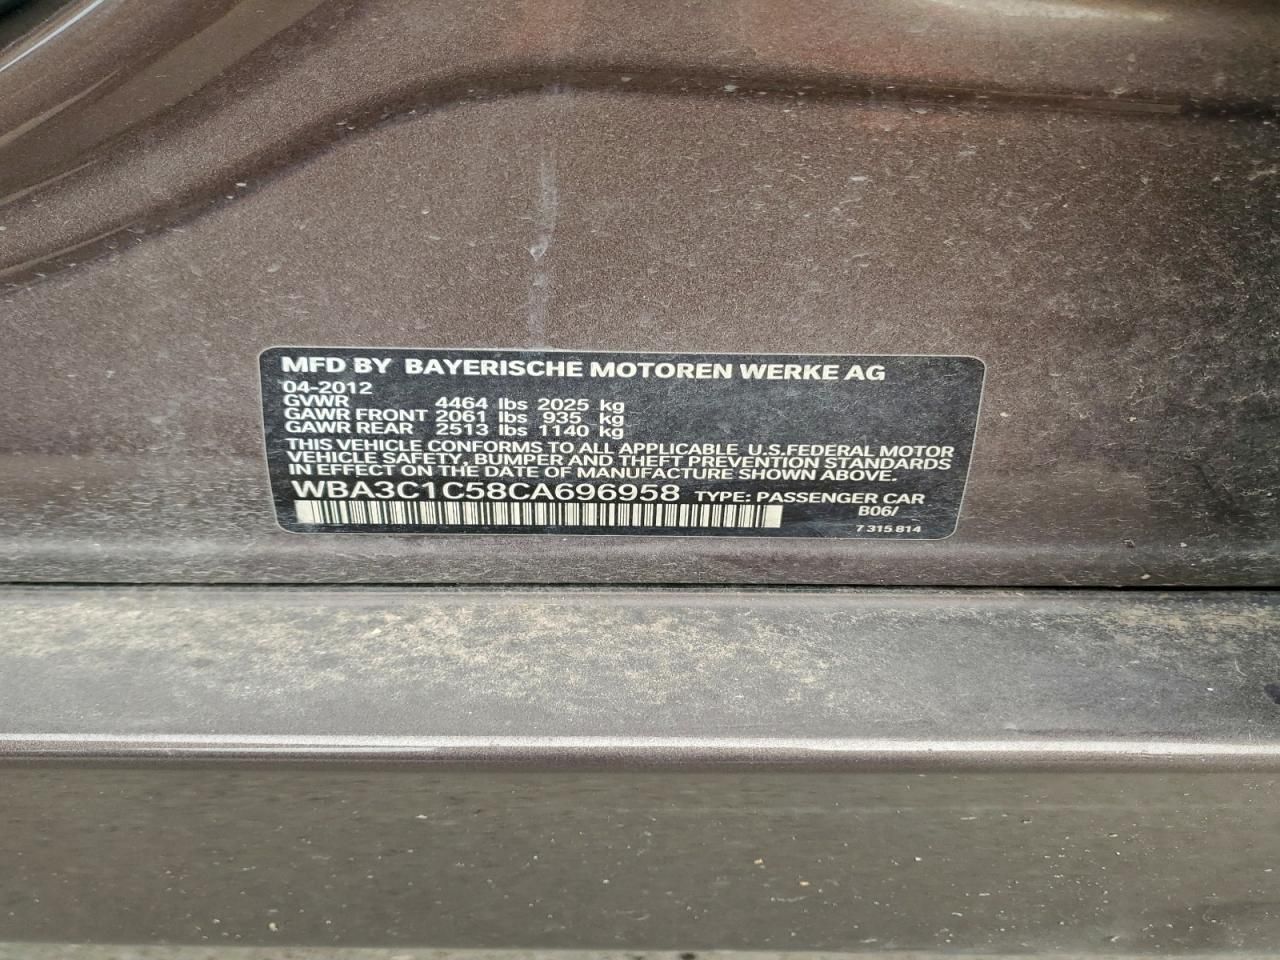 MFD BY BAYERISCHE MOTOREN WERKE AG
04-2012
GVWR 4464 lbs 2025 kg
GAWR FRONT 2061 lbs 935 kg
GAWR REAR 2513 lbs 1140 kg
THIS VEHICLE CONFORMS TO ALL APPLICABLE U.S.FEDERAL MOTOR
VEHICLE SAFETY, BUMPER AND THEFT PREVENTION STANDARDS
IN EFFECT ON THE DATE OF MANUFACTURE SHOWN ABOVE.
WBA3C1C58CA696958 TYPE: PASSENGER CAR
B06/
7 315 814